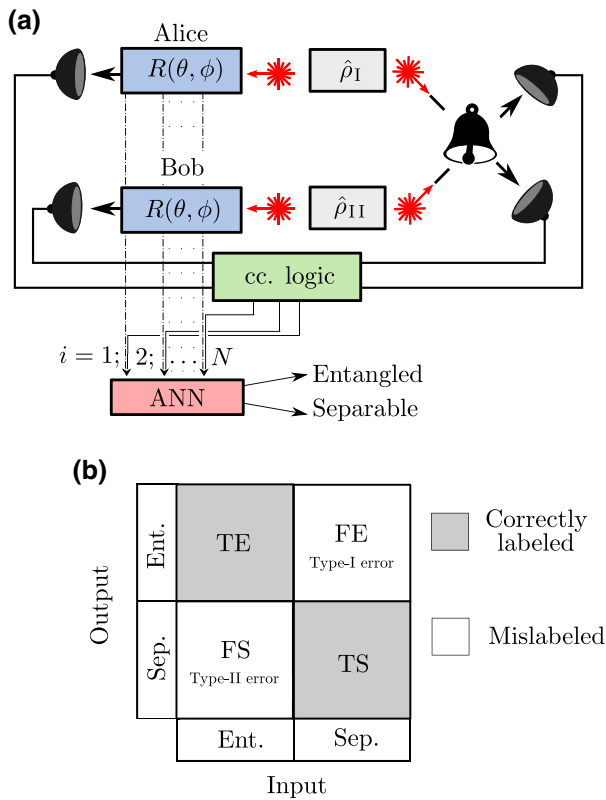 (a)
Alice
R(θ, ϕ)
ρ̂I
Bob
R(θ, ϕ)
ρ̂II
cc. logic
i = 1; 2; ... N
ANN
Entangled
Separable
(b)
Output
Ent.
Sep.
TE
FE
Type-I error
FS
Type-II error
TS
Ent.
Sep.
Input
Correctly
labeled
Mislabeled